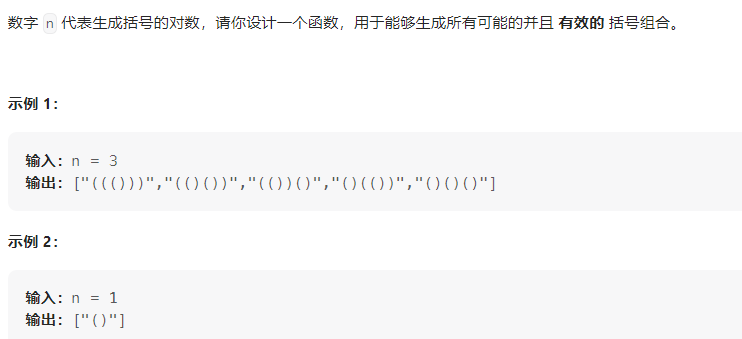 数字 n 代表生成括号的对数，请你设计一个函数，用于能够生成所有可能的并且 有效的 括号组合。
示例 1：
输入：n = 3
输出：["((()))","(()())","(())()","()(())","()()()"]
示例 2：
输入：n = 1
输出：["()"]